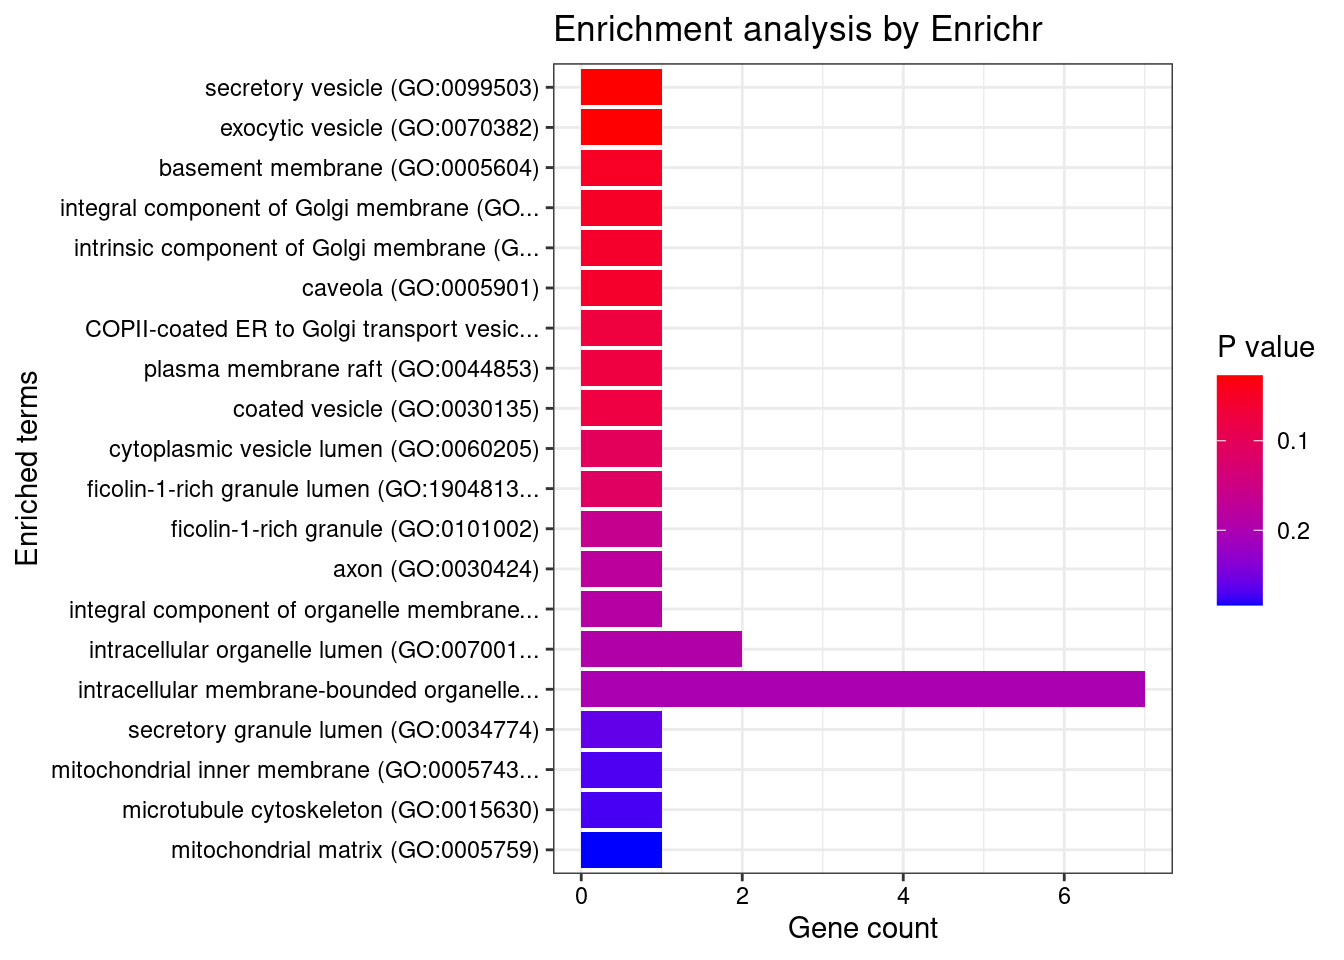 Enrichment analysis by Enrichr
secretory vesicle (GO:0099503)
exocytic vesicle (GO:0070382)
basement membrane (GO:0005604)
integral component of Golgi membrane (GO...
intrinsic component of Golgi membrane (G...
caveola (GO:0005901)
COPII-coated ER to Golgi transport vesic...
plasma membrane raft (GO:0044853)
coated vesicle (GO:0030135)
cytoplasmic vesicle lumen (GO:0060205)
ficolin-1-rich granule lumen (GO:1904813...
ficolin-1-rich granule (GO:0101002)
axon (GO:0030424)
integral component of organelle membrane...
intracellular organelle lumen (GO:007001...
intracellular membrane-bounded organelle...
secretory granule lumen (GO:0034774)
mitochondrial inner membrane (GO:0005743...
microtubule cytoskeleton (GO:0015630)
mitochondrial matrix (GO:0005759)
Enriched terms
0 2 4 6
Gene count
P value
0.1
0.2